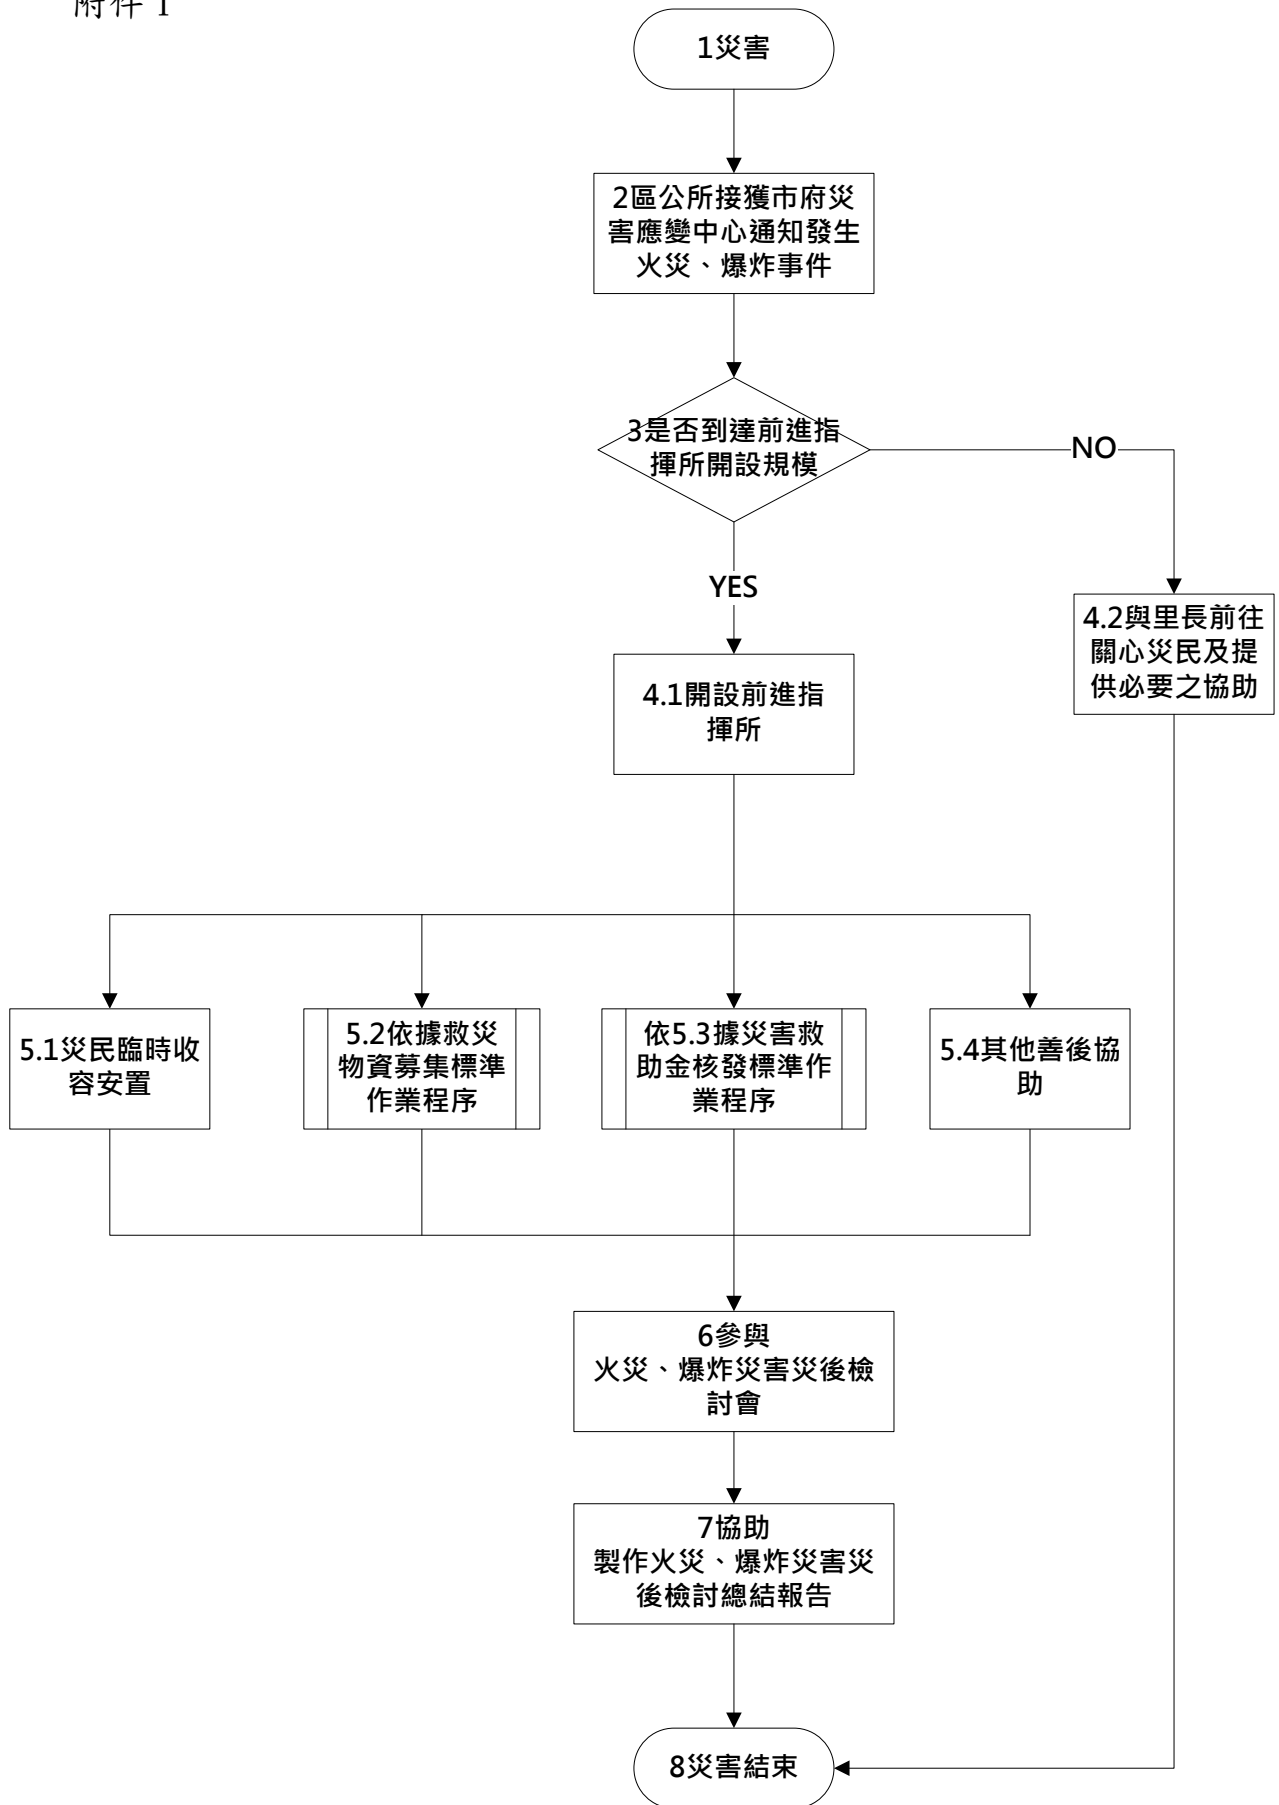 附件 1
1災害
2區公所接獲市府災
害應變中心通知發生
火災、爆炸事件
3是否到達前進指
揮所開設規模
NO
YES
4.2與里長前往
關心災民及提
供必要之協助
4.1開設前進指
揮所
5.1災民臨時收
容安置
5.2依據救災
物資募集標準
作業程序
依5.3據災害救
助金核發標準作
業程序
5.4其他善後協
助
6參與
火災、爆炸災害災後檢
討會
7協助
製作火災、爆炸災害災
後檢討總結報告
8災害結束